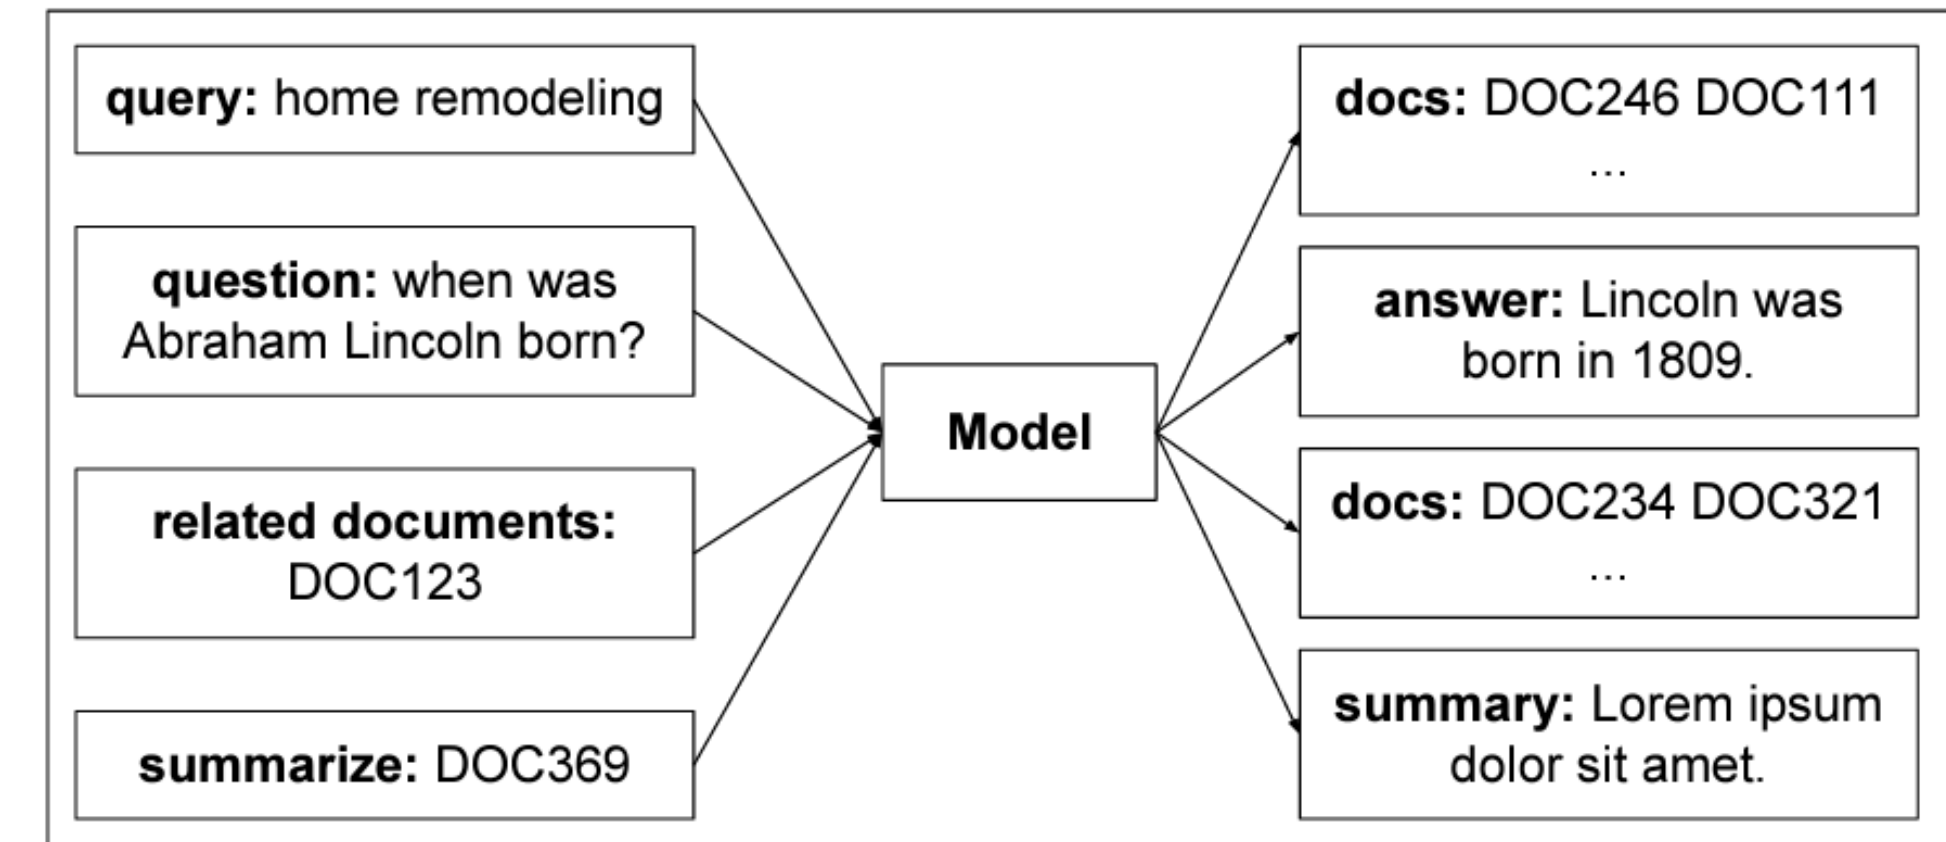 query: home remodeling
question: when was
Abraham Lincoln born?
related documents:
DOC123
summarize: DOC369
Model
docs: DOC246 DOC111
...
answer: Lincoln was
born in 1809.
docs: DOC234 DOC321
...
summary: Lorem ipsum
dolor sit amet.